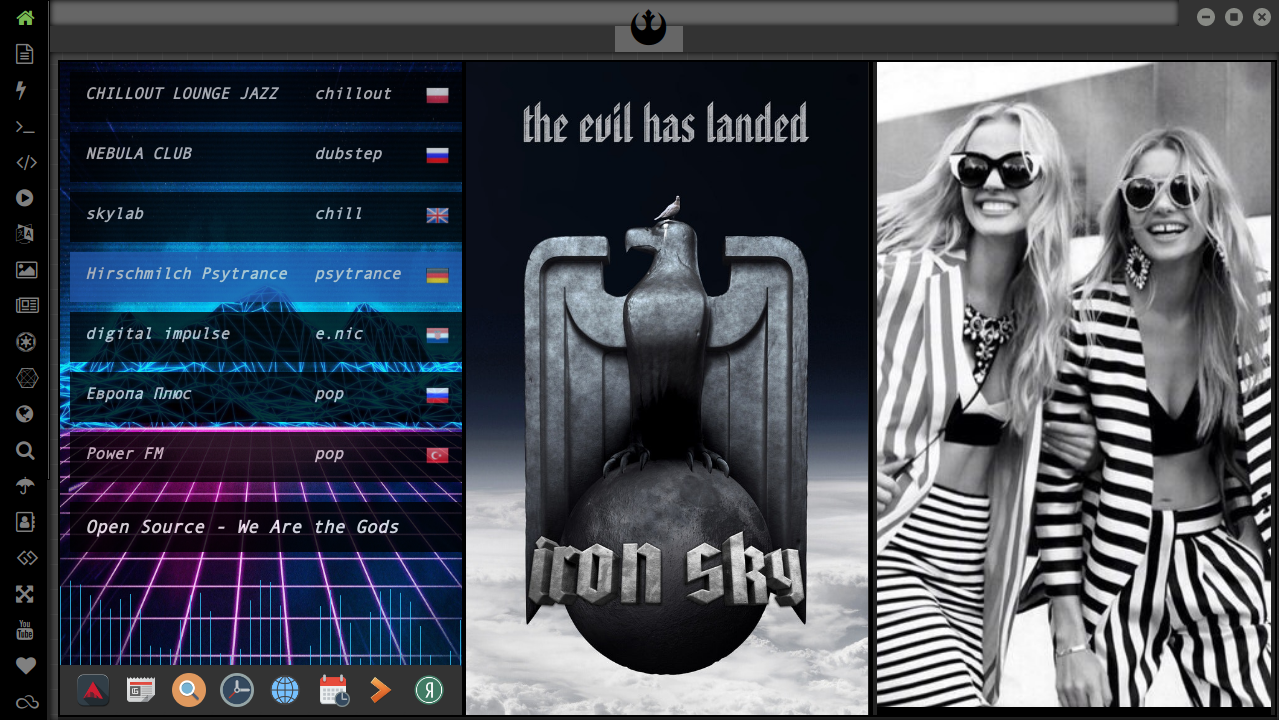 CHILLOUT LOUNGE JAZZ chillout
NEBULA CLUB dubstep
skylab chill
Hirschmilch Psytrance psytrance
digital impulse e.nic
Европа Плюс pop
Power FM pop
Open Source - We Are the Gods
the evil has landed
iron sky
You
Tube
Я